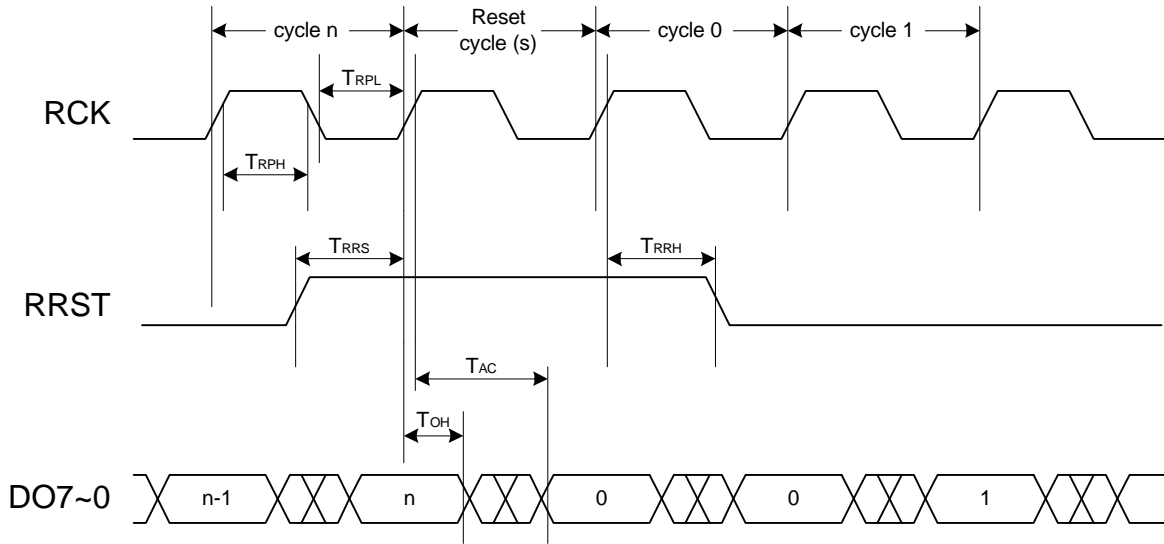 cycle n
Reset
cycle (s)
cycle 0
cycle 1
TRPL
RCK
TRPH
TRRS
TRRH
RRST
TAC
TOH
DO7~0
n-1
n
0
0
1